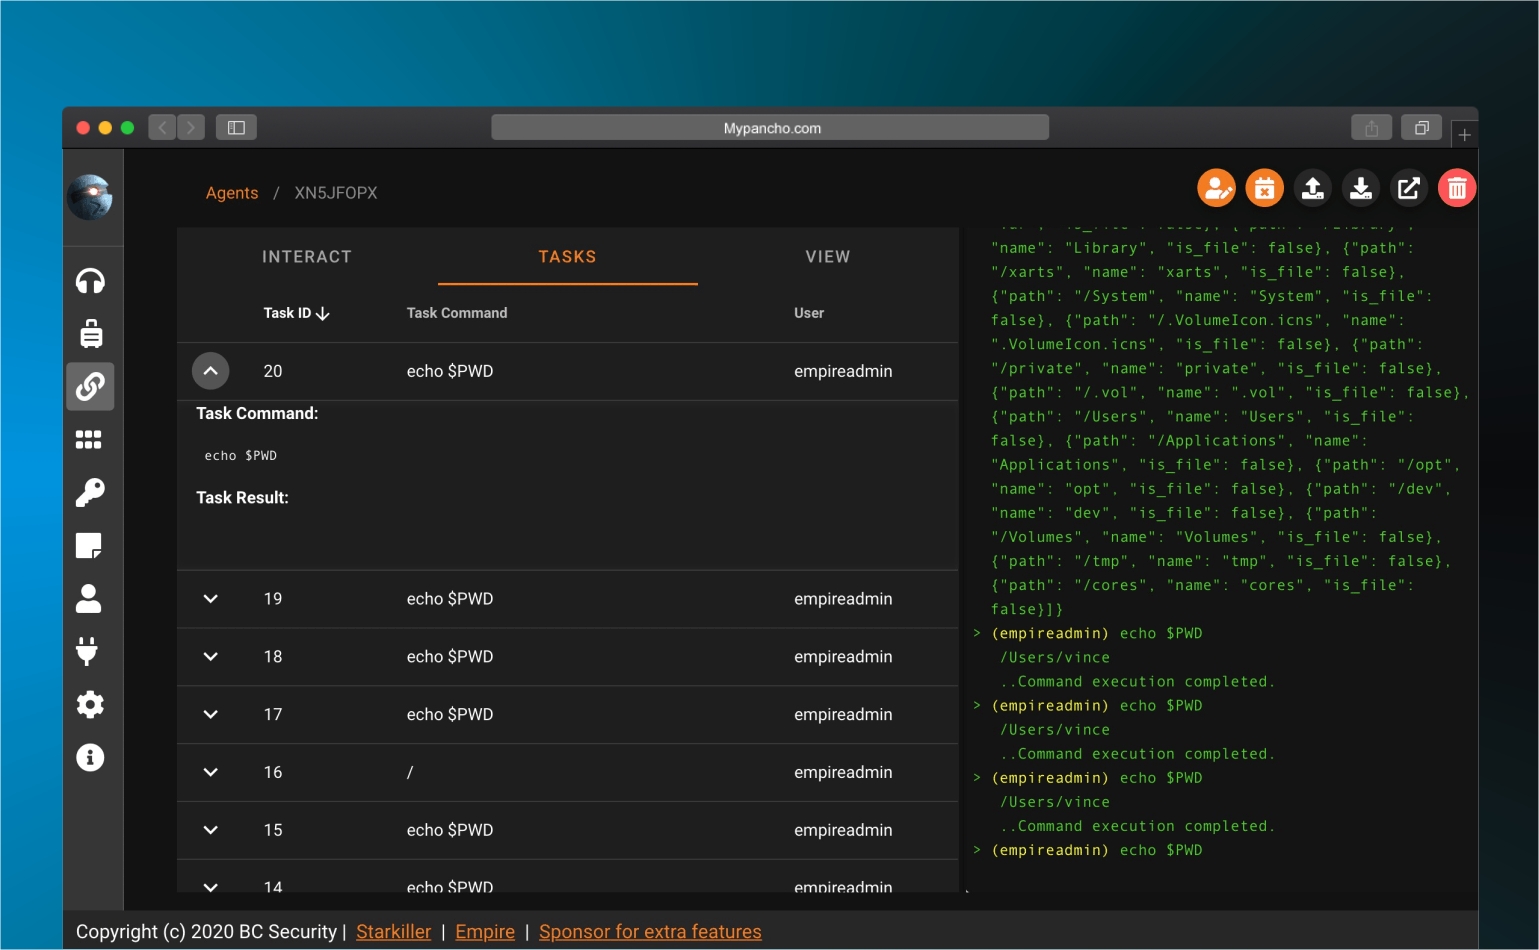 Mypancho.com
Agents / XN5JFOPX
INTERACT TASKS VIEW
Task ID Task Command User
20 echo $PWD empireadmin
Task Command:
echo $PWD
Task Result:
19 echo $PWD empireadmin
18 echo $PWD empireadmin
17 echo $PWD empireadmin
16 / empireadmin
15 echo $PWD empireadmin
14 echo $PWD empireadmin
"name": "Library", "is_file": false}, {"path":
"/xarts", "name": "xarts", "is_file": false},
{"path": "/System", "name": "System", "is_file":
false}, {"path": "/.VolumeIcon.icns", "name":
".VolumeIcon.icns", "is_file": false}, {"path":
"/private", "name": "private", "is_file": false},
{"path": "/.vol", "name": ".vol", "is_file": false},
{"path": "/Users", "name": "Users", "is_file":
false}, {"path": "/Applications", "name":
"Applications", "is_file": false}, {"path": "/opt",
"name": "opt", "is_file": false}, {"path": "/dev",
"name": "dev", "is_file": false}, {"path":
"/Volumes", "name": "Volumes", "is_file": false},
{"path": "/tmp", "name": "tmp", "is_file": false},
{"path": "/cores", "name": "cores", "is_file":
false}]}
> (empireadmin) echo $PWD
/Users/vince
..Command execution completed.
> (empireadmin) echo $PWD
/Users/vince
..Command execution completed.
> (empireadmin) echo $PWD
/Users/vince
..Command execution completed.
> (empireadmin) echo $PWD
Copyright (c) 2020 BC Security | Starkiller | Empire | Sponsor for extra features